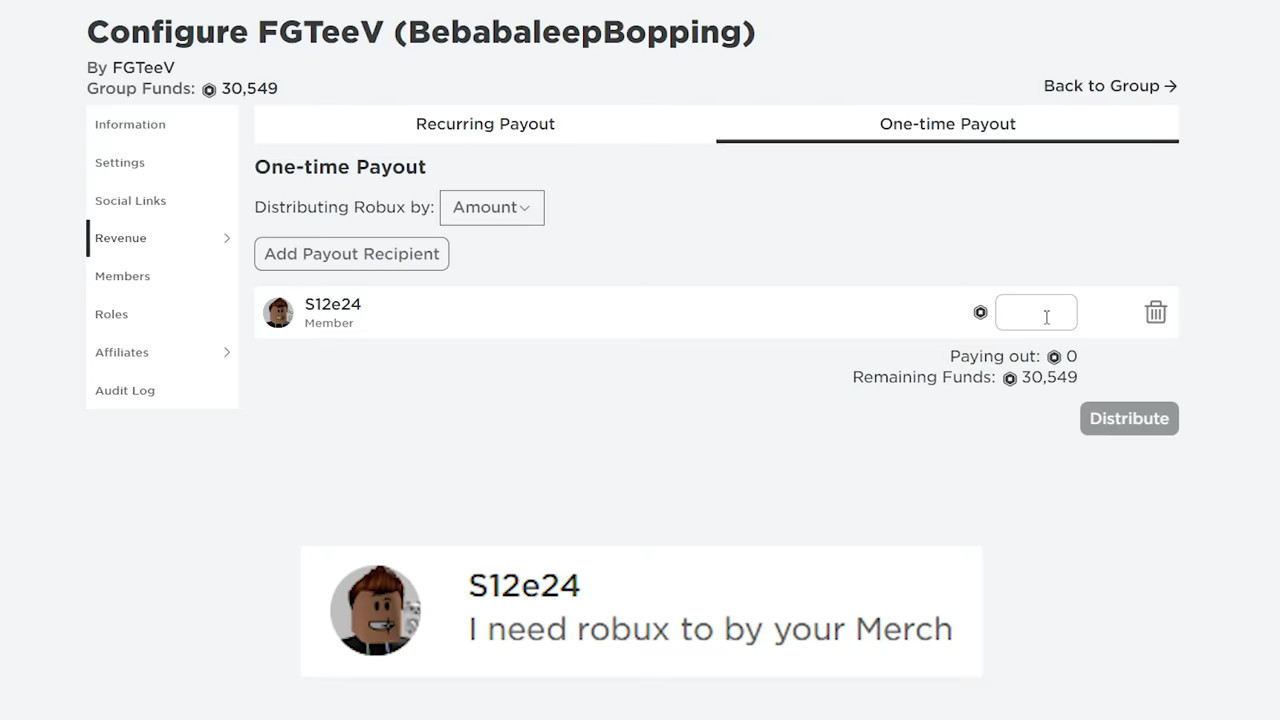 Configure FGTeeV (BebabaleepBopping)
By FGTeeV
Group Funds: 30,549
Back to Group →
Information
Settings
Social Links
Revenue
Members
Roles
Affiliates
Audit Log
Recurring Payout
One-time Payout
One-time Payout
Distributing Robux by: Amount
Add Payout Recipient
S12e24
Member
Paying out: 0
Remaining Funds: 30,549
Distribute
S12e24
I need robux to by your Merch